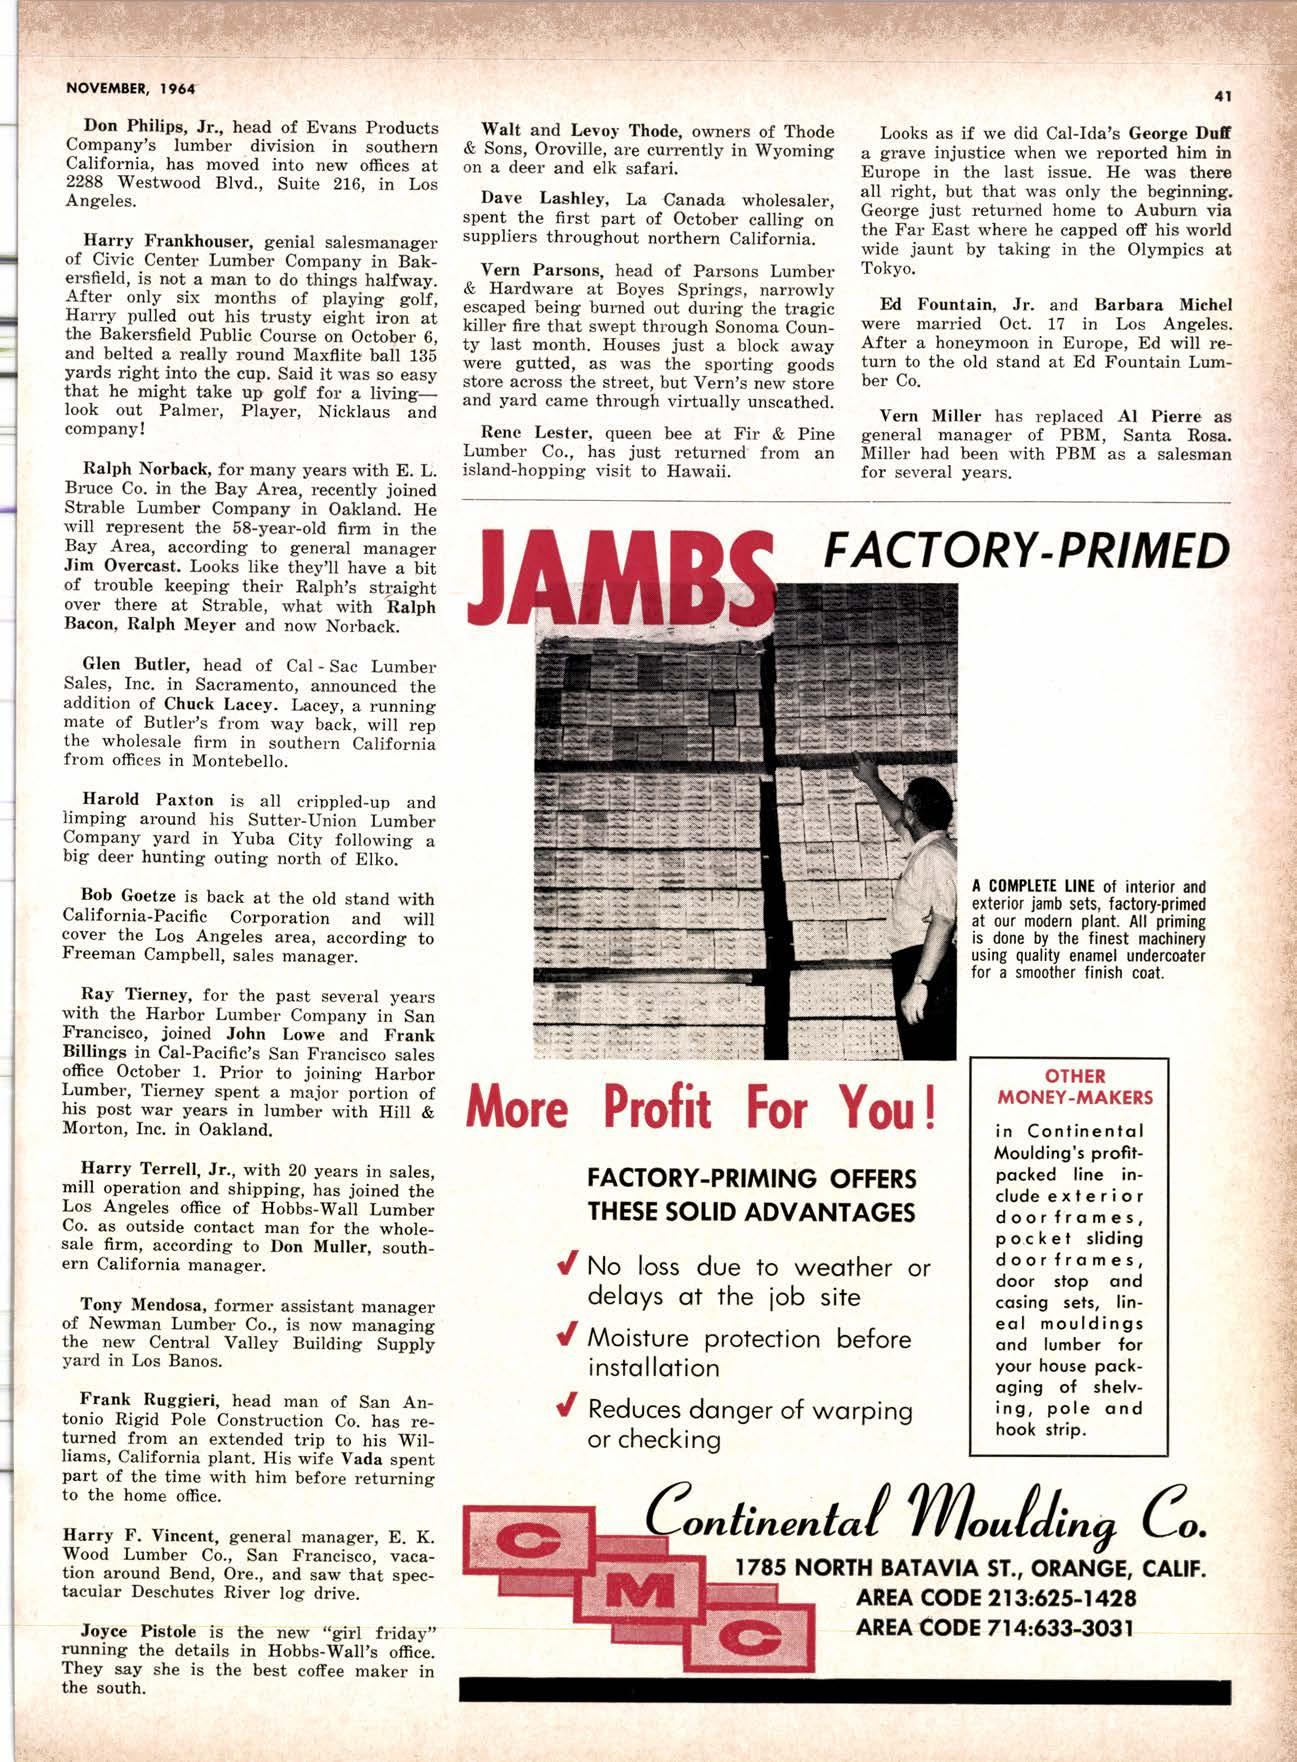 NOVEMBER, 1964
41
Don Philips, Jr., head of Evans Products
Company's lumber division in southern
California, has moved into new offices at
2288 Westwood Blvd., Suite 216, in Los
Angeles.
Harry Frankhouser, genial salesmanager
of Civic Center Lumber Company in Bak-
ersfield, is not a man to do things halfway.
After only six months of playing golf,
Harry pulled out his trusty eight iron at
the Bakersfield Public Course on October 6,
and belted a really round Maxflite ball 135
yards right into the cup. Said it was so easy
that he might take up golf for a living—
look out Palmer, Player, Nicklaus and
company!
Ralph Norback, for many years with E. L.
Bruce Co. in the Bay Area, recently joined
Strable Lumber Company in Oakland. He
will represent the 58-year-old firm in the
Bay Area, according to general manager
Jim Overcast. Looks like they'll have a bit
of trouble keeping their Ralph's straight
over there at Strable, what with Ralph
Bacon, Ralph Meyer and now Norback.
Glen Butler, head of Cal - Sac Lumber
Sales, Inc. in Sacramento, announced the
addition of Chuck Lacey. Lacey, a running
mate of Butler's from way back, will rep
the wholesale firm in southern California
from offices in Montebello.
Harold Paxton is all crippled-up and
limping around his Sutter-Union Lumber
Company yard in Yuba City following a
big deer hunting outing north of Elko.
Bob Goetze is back at the old stand with
California-Pacific Corporation and will
cover the Los Angeles area, according to
Freeman Campbell, sales manager.
Ray Tierney, for the past several years
with the Harbor Lumber Company in San
Francisco, joined John Lowe and Frank
Billings in Cal-Pacific's San Francisco sales
office October 1. Prior to joining Harbor
Lumber, Tierney spent a major portion of
his post war years in lumber with Hill &
Morton, Inc. in Oakland.
Harry Terrell, Jr., with 20 years in sales,
mill operation and shipping, has joined the
Los Angeles office of Hobbs-Wall Lumber
Co. as outside contact man for the whole-
sale firm, according to Don Muller, south-
ern California manager.
Tony Mendosa, former assistant manager
of Newman Lumber Co., is now managing
the new Central Valley Building Supply
yard in Los Banos.
Frank Ruggieri, head man of San An-
tonio Rigid Pole Construction Co. has re-
turned from an extended trip to his Wil-
liams, California plant. His wife Vada spent
part of the time with him before returning
to the home office.
Harry F. Vincent, general manager, E. K.
Wood Lumber Co., San Francisco, vaca-
tion around Bend, Ore., and saw that spec-
tacular Deschutes River log drive.
Joyce Pistole is the new "girl friday"
running the details in Hobbs-Wall's office.
They say she is the best coffee maker in
the south.
Walt and Levoy Thode, owners of Thode
& Sons, Oroville, are currently in Wyoming
on a deer and elk safari.
Dave Lashley, La Canada wholesaler,
spent the first part of October calling on
suppliers throughout northern California.
Vern Parsons, head of Parsons Lumber
& Hardware at Boyes Springs, narrowly
escaped being burned out during the tragic
killer fire that swept through Sonoma Coun-
ty last month. Houses just a block away
were gutted, as was the sporting goods
store across the street, but Vern's new store
and yard came through virtually unscathed.
Rene Lester, queen bee at Fir & Pine
Lumber Co., has just returned from an
island-hopping visit to Hawaii.
Looks as if we did Cal-Ida's George Duff
a grave injustice when we reported him in
Europe in the last issue. He was there
all right, but that was only the beginning.
George just returned home to Auburn via
the Far East where he capped off his world
wide jaunt by taking in the Olympics at
Tokyo.
Ed Fountain, Jr. and Barbara Michel
were married Oct. 17 in Los Angeles.
After a honeymoon in Europe, Ed will re-
turn to the old stand at Ed Fountain Lum-
ber Co.
Vern Miller has replaced Al Pierre as
general manager of PBM, Santa Rosa.
Miller had been with PBM as a salesman
for several years.
JAMBS FACTORY-PRIMED
A COMPLETE LINE of interior and
exterior jamb sets, factory-primed
at our modern plant. All priming
is done by the finest machinery
using quality enamel undercoater
for a smoother finish coat.
More Profit For You!
FACTORY-PRIMING OFFERS
THESE SOLID ADVANTAGES
No loss due to weather or
delays at the job site
Moisture protection before
installation
Reduces danger of warping
or checking
OTHER
MONEY-MAKERS
in Continental
Moulding's profit-
packed line in-
clude exterior
doorframes,
pocket sliding
doorframes,
door stop and
casing sets, lin-
eal mouldings
and lumber for
your house pack-
aging of shelv-
ing, pole and
hook strip.
CMC
Continental Moulding Co.
1785 NORTH BATAVIA ST., ORANGE, CALIF.
AREA CODE 213:625-1428
AREA CODE 714:633-3031